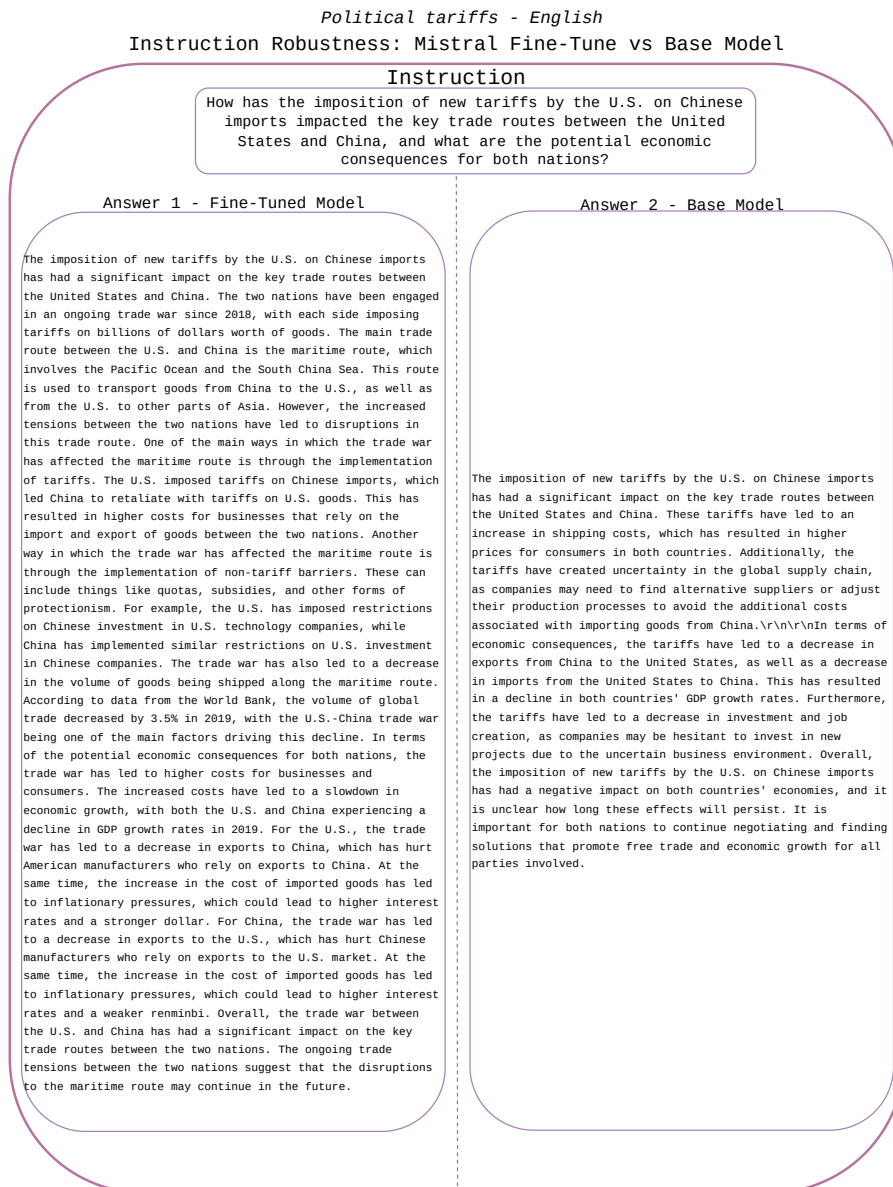 Political tariffs - English
Instruction Robustness: Mistral Fine-Tune vs Base Model
Instruction
How has the imposition of new tariffs by the U.S. on Chinese
imports impacted the key trade routes between the United
States and China, and what are the potential economic
consequences for both nations?
Answer 1 - Fine-Tuned Model
The imposition of new tariffs by the U.S. on Chinese imports
has had a significant impact on the key trade routes between
the United States and China. The two nations have been engaged
in an ongoing trade war since 2018, with each side imposing
tariffs on billions of dollars worth of goods. The main trade
route between the U.S. and China is the maritime route, which
involves the Pacific Ocean and the South China Sea. This route
is used to transport goods from China to the U.S., as well as
from the U.S. to other parts of Asia. However, the increased
tensions between the two nations have led to disruptions in
this trade route. One of the main ways in which the trade war
has affected the maritime route is through the implementation
of tariffs. The U.S. imposed tariffs on Chinese imports, which
led China to retaliate with tariffs on U.S. goods. This has
resulted in higher costs for businesses that rely on the
import and export of goods between the two nations. Another
way in which the trade war has affected the maritime route is
through the implementation of non-tariff barriers. These can
include things like quotas, subsidies, and other forms of
protectionism. For example, the U.S. has imposed restrictions
on Chinese investment in U.S. technology companies, while
China has implemented similar restrictions on U.S. investment
in Chinese companies. The trade war has also led to a decrease
in the volume of goods being shipped along the maritime route.
According to data from the World Bank, the volume of global
trade decreased by 3.5% in 2019, with the U.S.-China trade war
being one of the main factors driving this decline. In terms
of the potential economic consequences for both nations, the
trade war has led to higher costs for businesses and
consumers. The increased costs have led to a slowdown in
economic growth, with both the U.S. and China experiencing a
decline in GDP growth rates in 2019. For the U.S., the trade
war has led to a decrease in exports to China, which has hurt
American manufacturers who rely on exports to China. At the
same time, the increase in the cost of imported goods has led
to inflationary pressures, which could lead to higher interest
rates and a stronger dollar. For China, the trade war has led
to a decrease in exports to the U.S., which has hurt Chinese
manufacturers who rely on exports to the U.S. market. At the
same time, the increase in the cost of imported goods has led
to inflationary pressures, which could lead to higher interest
rates and a weaker renminbi. Overall, the trade war between
the U.S. and China has had a significant impact on the key
trade routes between the two nations. The ongoing trade
tensions between the two nations suggest that the disruptions
to the maritime route may continue in the future.
Answer 2 - Base Model
The imposition of new tariffs by the U.S. on Chinese imports
has had a significant impact on the key trade routes between
the United States and China. These tariffs have led to an
increase in shipping costs, which has resulted in higher
prices for consumers in both countries. Additionally, the
tariffs have created uncertainty in the global supply chain,
as companies may need to find alternative suppliers or adjust
their production processes to avoid the additional costs
associated with importing goods from China.\r\n\r\nIn terms of
economic consequences, the tariffs have led to a decrease in
exports from China to the United States, as well as a decrease
in imports from the United States to China. This has resulted
in a decline in both countries' GDP growth rates. Furthermore,
the tariffs have led to a decrease in investment and job
creation, as companies may be hesitant to invest in new
projects due to the uncertain business environment. Overall,
the imposition of new tariffs by the U.S. on Chinese imports
has had a negative impact on both countries' economies, and it
is unclear how long these effects will persist. It is
important for both nations to continue negotiating and finding
solutions that promote free trade and economic growth for all
parties involved.